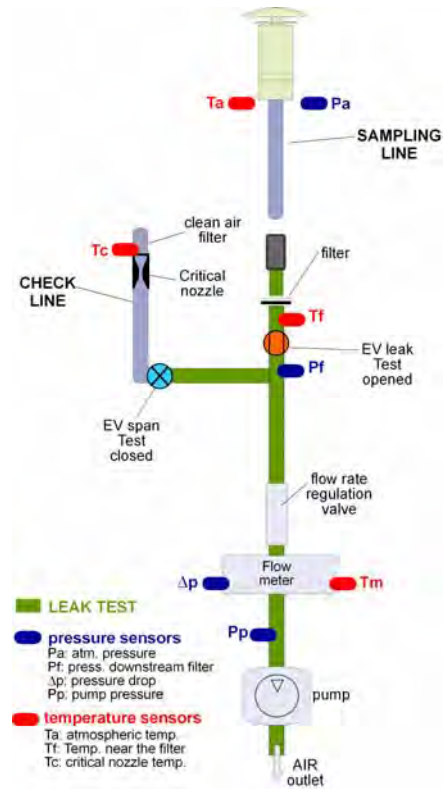 Ta
Pa
SAMPLING
LINE
clean air
filter
Tc
Critical
nozzle
CHECK
LINE
filter
Tf
EV leak
Test
opened
Pf
EV span
Test
closed
flow rate
regulation
valve
Flow
meter
Δp
Tm
LEAK TEST
Pp
pressure sensors
Pa: atm. pressure
Pf: press. downstream filter
Δp: pressure drop
Pp: pump pressure
pump
temperature sensors
Ta: atmospheric temp.
Tf: Temp. near the filter
Tc: critical nozzle temp.
AIR
outlet